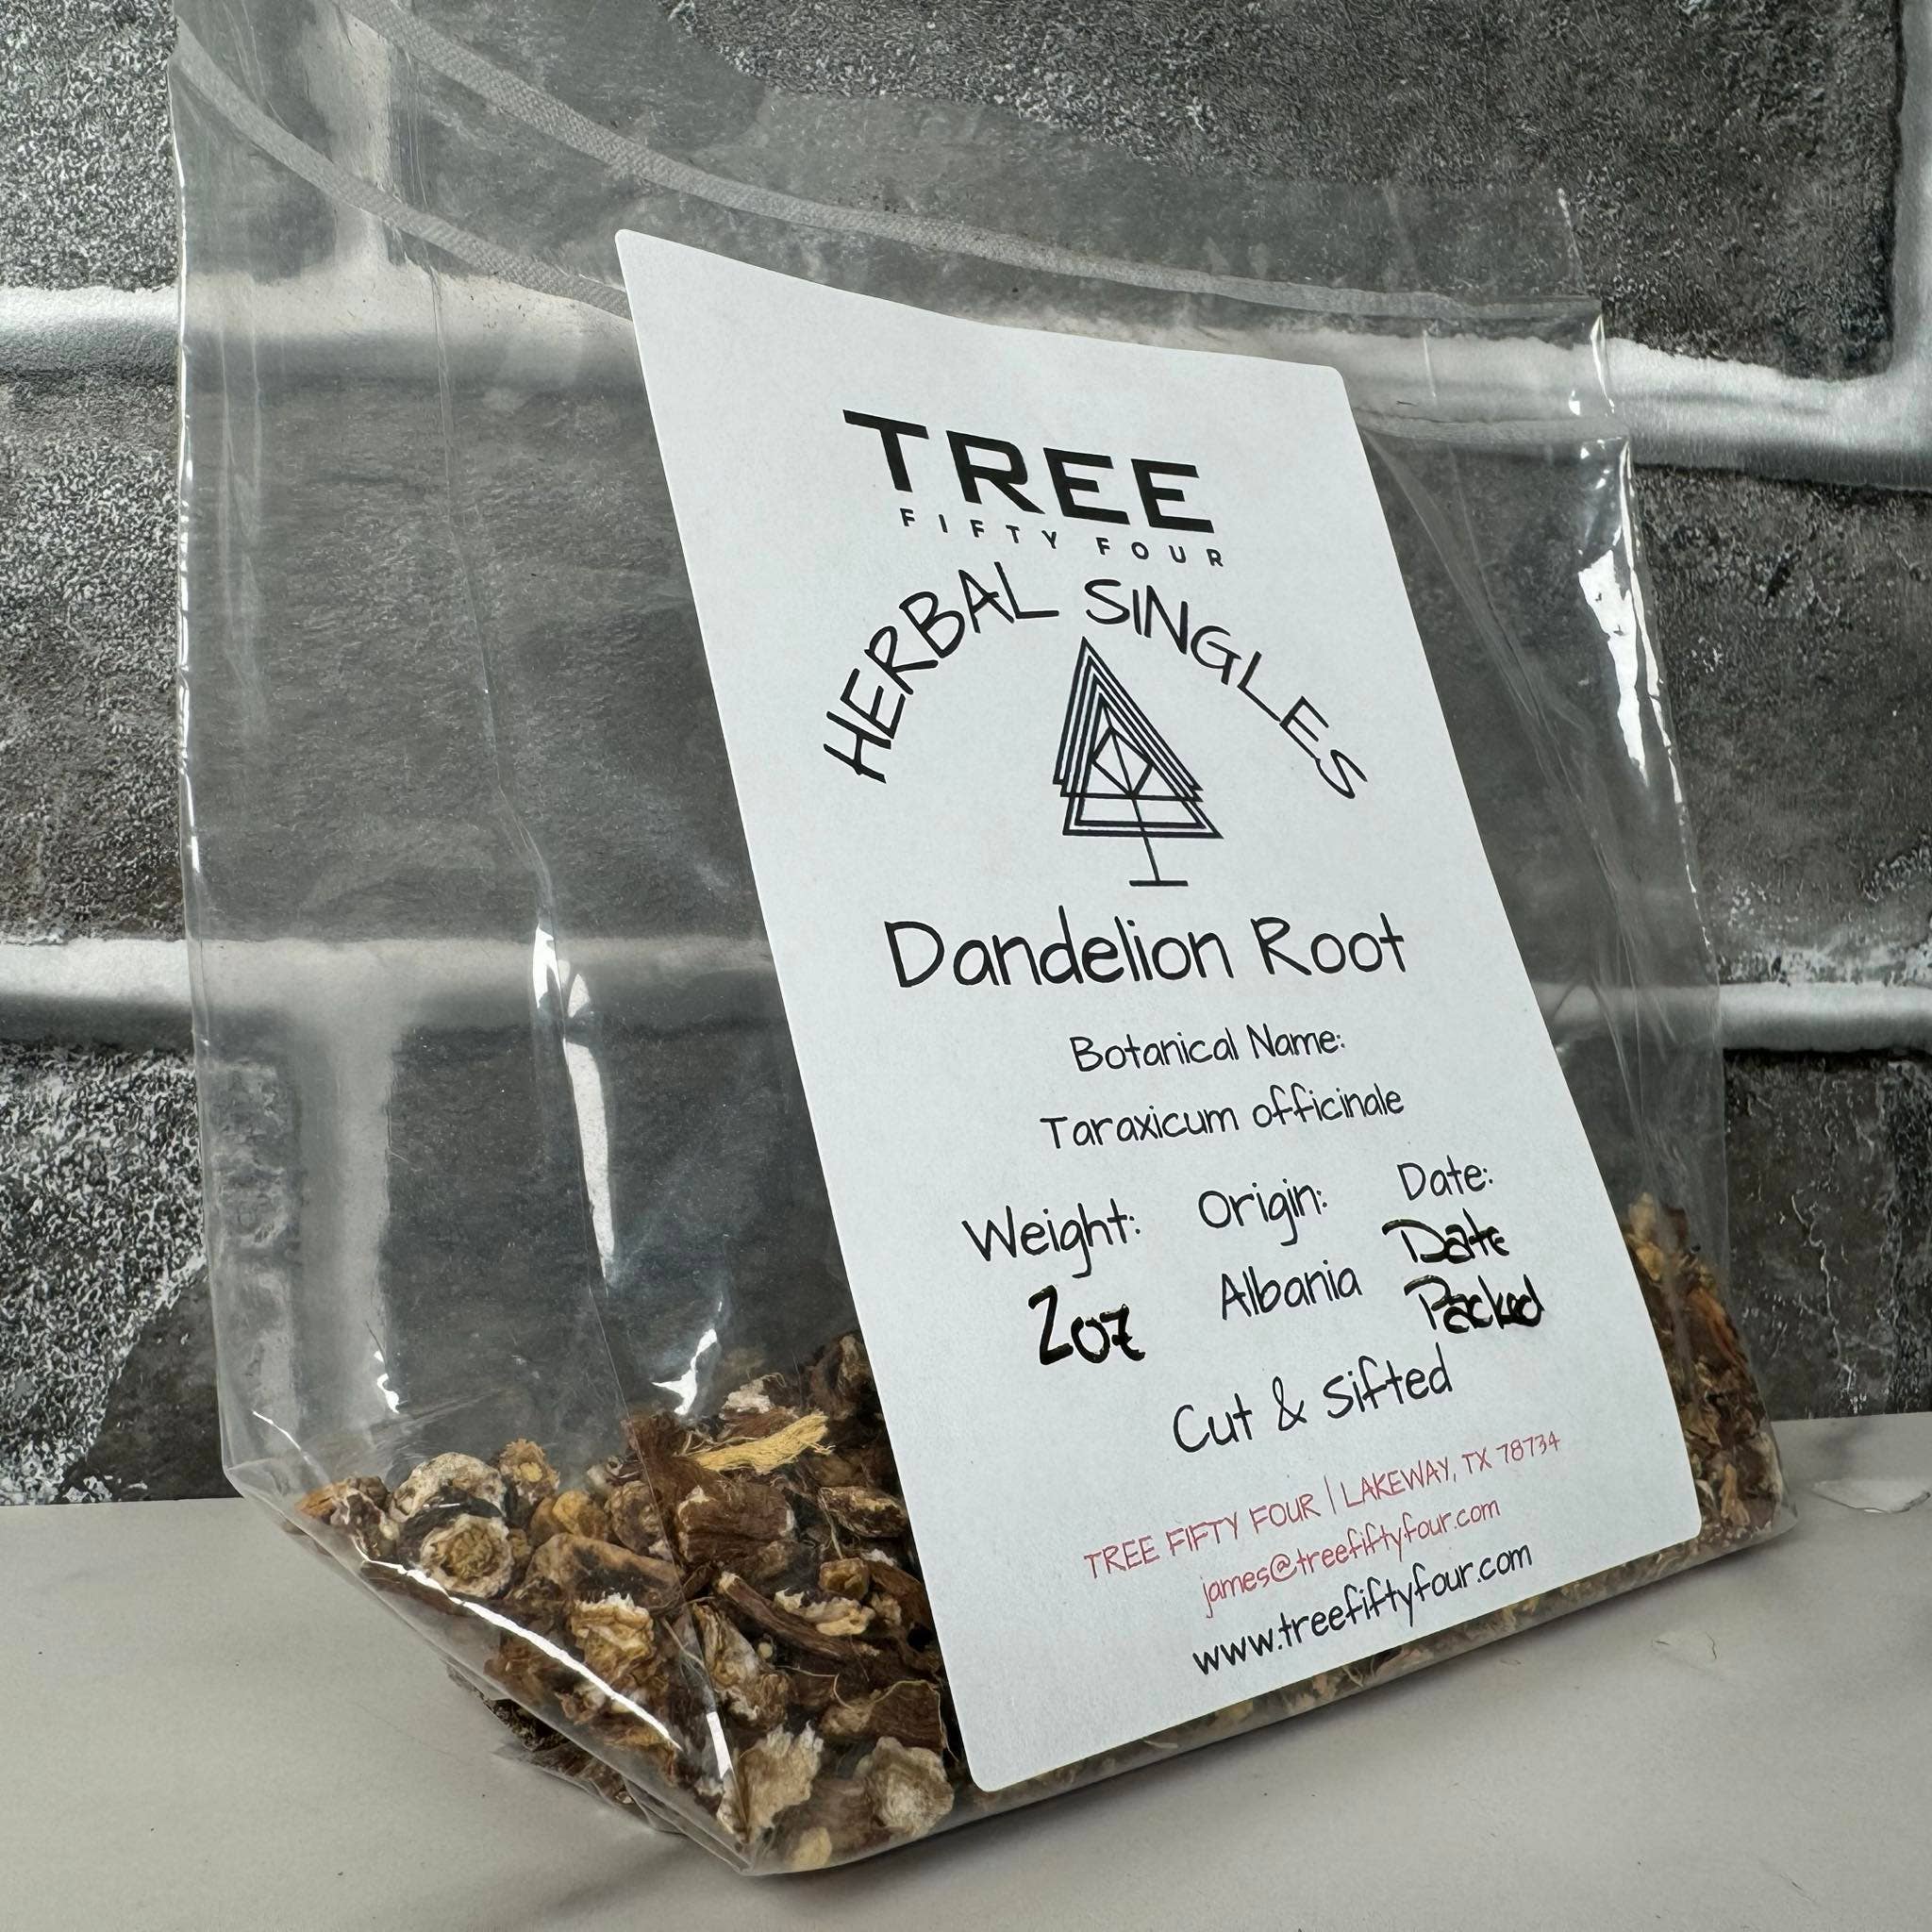 TREE
FIFTY FOUR
HERBAL SINGLES
Dandelion Root
Botanical Name:
Taraxicum officinale
Weight: Origin: Date:
2oz Albania Date
Packed
Cut & Sifted
TREE FIFTY FOUR | LAKEWAY, TX 78734
james@treefiftyfour.com
www.treefiftyfour.com